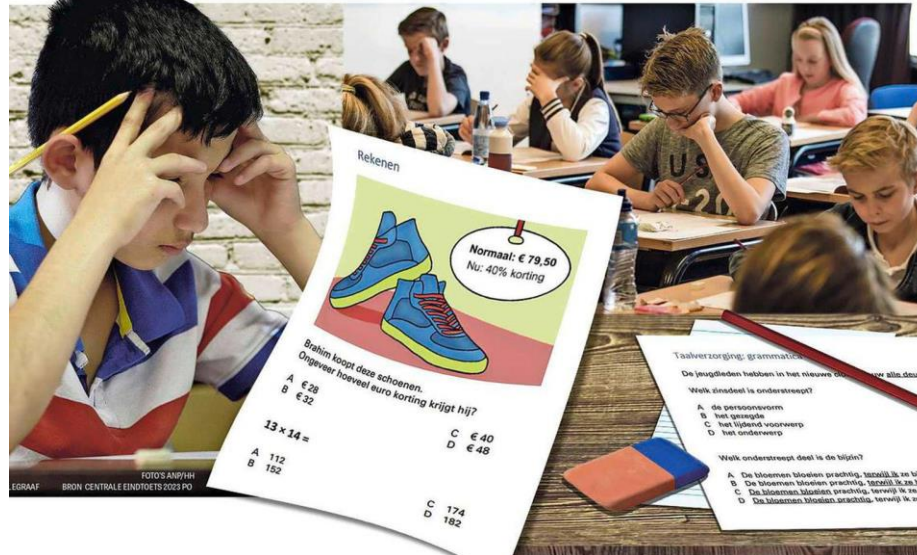 Rekenen
Normaal: € 79,50
Nu: 40% korting
Brahim koopt deze schoenen.
Ongeveer hoeveel euro korting krijgt hij?
A € 28
B € 32
C € 40
D € 48
13 x 14 =
A 112
B 152
C 174
D 182
Taalverzorging: grammatica
De jeugdleden hebben in het nieuwe alle
Welk zinsdeel is onderstreept?
A de persoonsvorm
B het gezegde
C het lijdend voorwerp
D het onderwerp
Welk onderstreept deel is de bijzin?
A De bloemen bloeien prachtig, terwijl ik ze
B De bloemen bloeien prachtig, terwijl ik ze
C De bloemen bloeien prachtig, terwijl ik ze
D De bloemen bloeien prachtig, terwijl ik
US
FOTO'S ANP/HH
BRON CENTRALE EINDTOETS 2023 PO